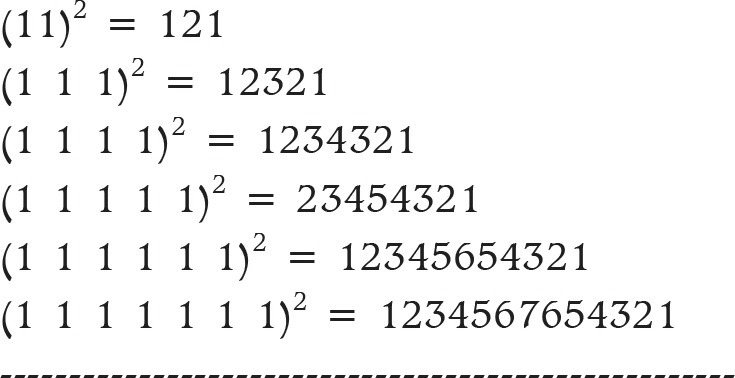 (11)² = 121
(1 1 1)² = 12321
(1 1 1 1)² = 1234321
(1 1 1 1 1)² = 23454321
(1 1 1 1 1 1)² = 12345654321
(1 1 1 1 1 1 1)² = 1234567654321